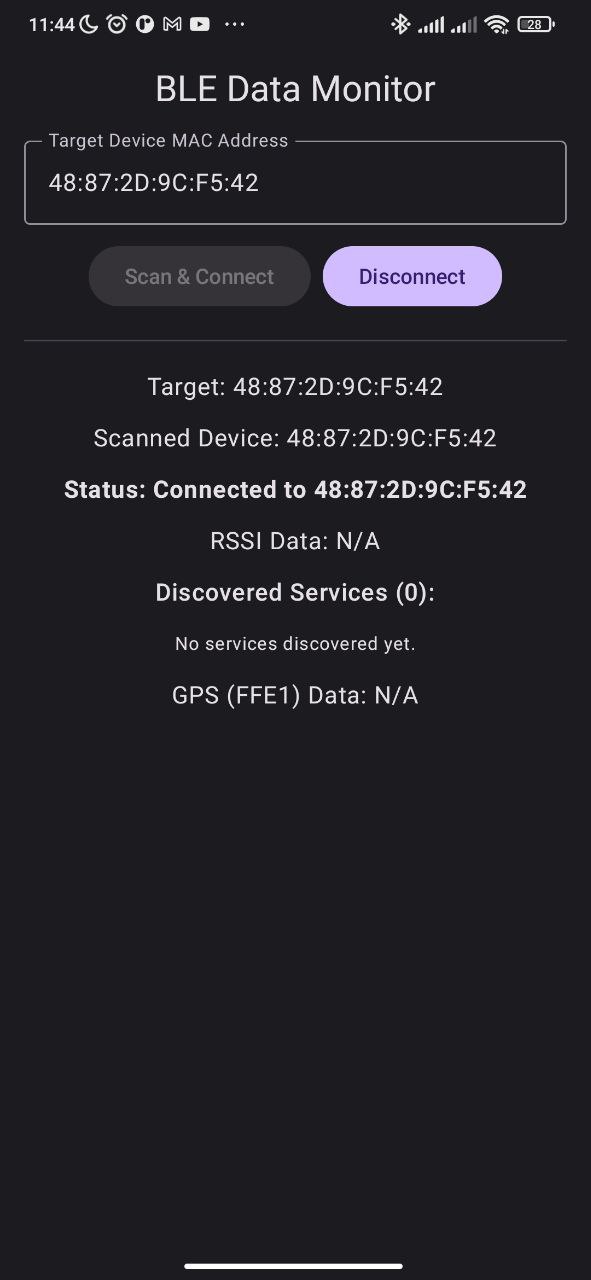 11:44
28
BLE Data Monitor
Target Device MAC Address
48:87:2D:9C:F5:42
Scan & Connect
Disconnect
Target: 48:87:2D:9C:F5:42
Scanned Device: 48:87:2D:9C:F5:42
Status: Connected to 48:87:2D:9C:F5:42
RSSI Data: N/A
Discovered Services (0):
No services discovered yet.
GPS (FFE1) Data: N/A